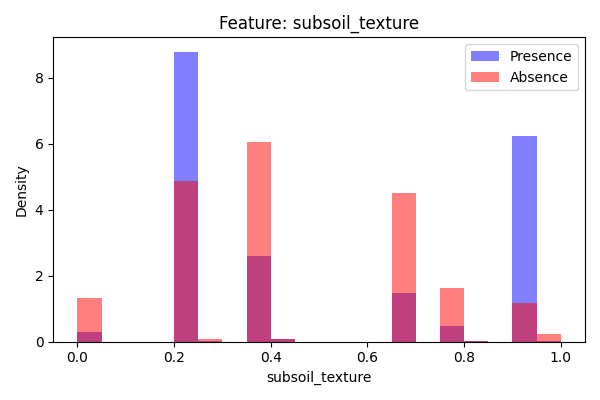 Feature: subsoil_texture
Presence
Absence
Density
8
6
4
2
0
0.0 0.2 0.4 0.6 0.8 1.0
subsoil_texture